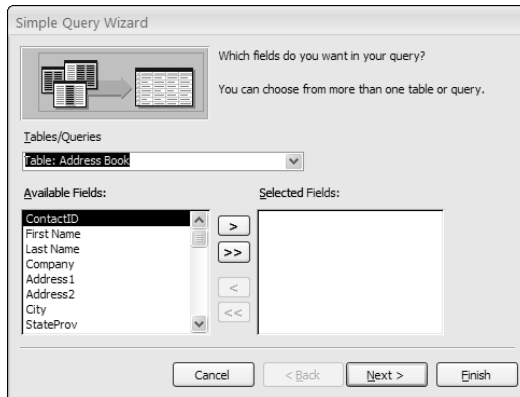 Simple Query Wizard
Which fields do you want in your query?
You can choose from more than one table or query.
Tables/Queries
Table: Address Book
Available Fields:
Selected Fields:
ContactID
First Name
Last Name
Company
Address1
Address2
City
StateProv
>
>>
<
<<
Cancel
< Back
Next >
Finish